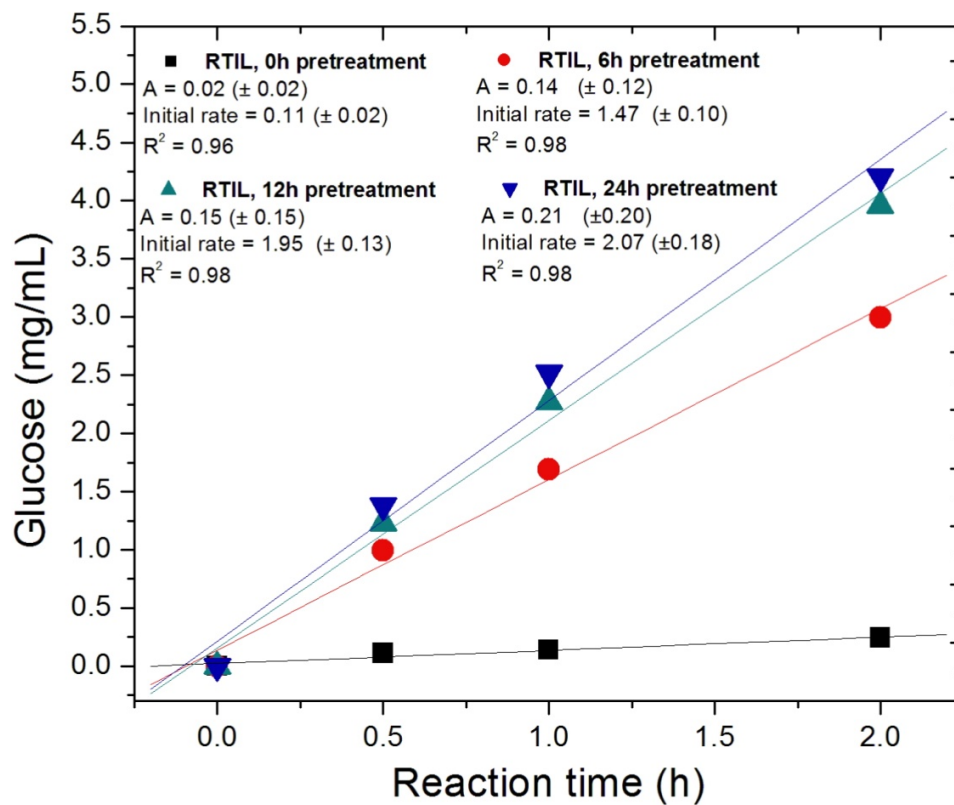 RTIL, 0h pretreatment
A = 0.02 (± 0.02)
Initial rate = 0.11 (± 0.02)
R² = 0.96
RTIL, 6h pretreatment
A = 0.14 (± 0.12)
Initial rate = 1.47 (± 0.10)
R² = 0.98
RTIL, 12h pretreatment
A = 0.15 (± 0.15)
Initial rate = 1.95 (± 0.13)
R² = 0.98
RTIL, 24h pretreatment
A = 0.21 (±0.20)
Initial rate = 2.07 (±0.18)
R² = 0.98
Glucose (mg/mL)
5.5
5.0
4.5
4.0
3.5
3.0
2.5
2.0
1.5
1.0
0.5
0.0
0.0 0.5 1.0 1.5 2.0
Reaction time (h)